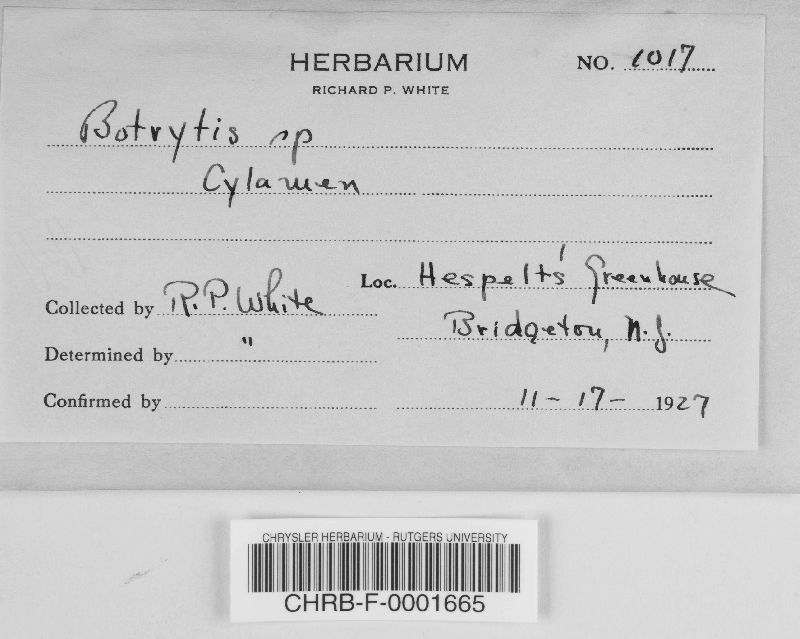 HERBARIUM
NO. 1017
RICHARD P. WHITE
Botrytis sp
Cylamen
Loc. Hespelts' Greenhouse
Collected by R.P. White
Bridgeton, N.J.
Determined by "
Confirmed by
11-17-1927
CHRYSLER HERBARIUM - RUTGERS UNIVERSITY
CHRB-F-0001665